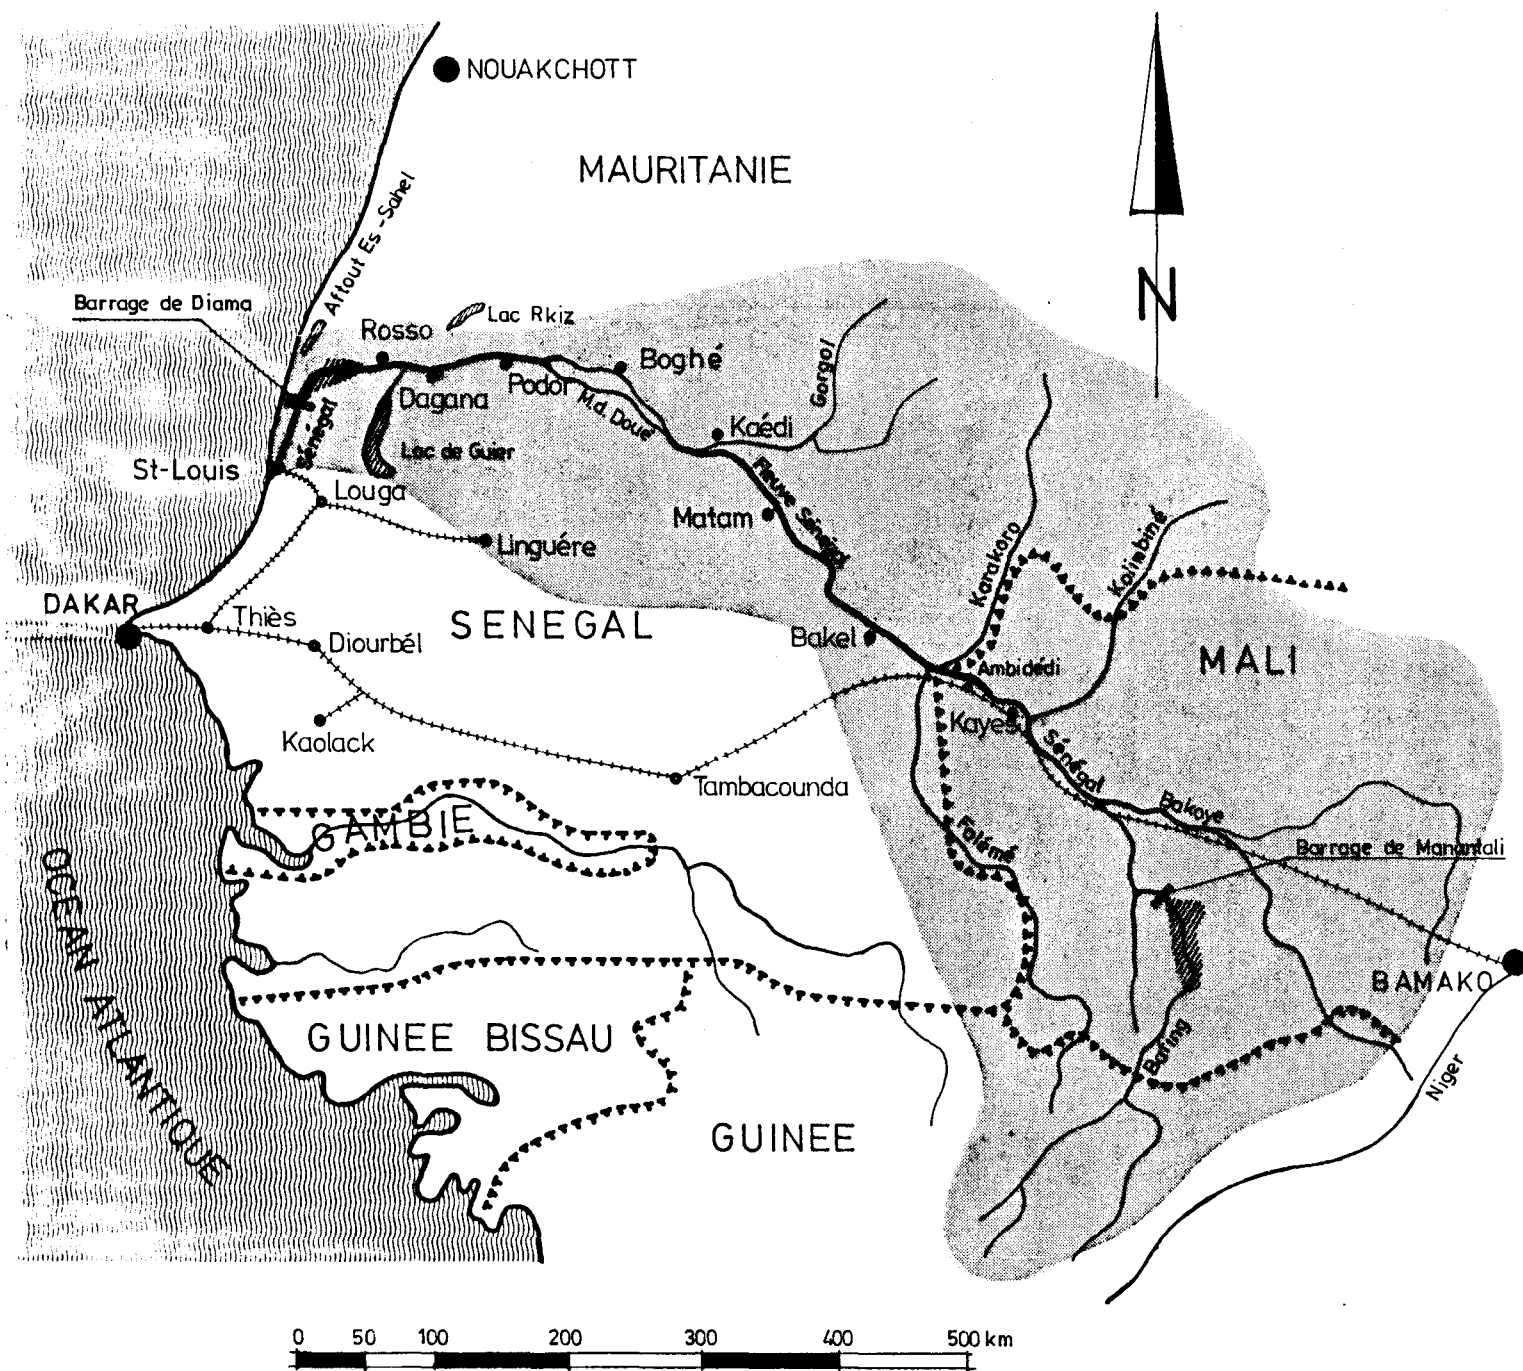 NOUAKCHOTT
MAURITANIE
Aftout Es-Sahel
N
Barrage de Diama
Lac Rkiz
Rosso
Boghé
Gorgol
Podor
Dagana
M.d. Doué
Kaédi
Sénégal
Lac de Guier
St-Louis
Louga
Fleuve Sénégal
Matam
Linguére
Karakoro
Kolimbiné
DAKAR
Thiès
SENEGAL
Diourbél
Bakel
MALI
Ambidédi
Kayes
Kaolack
Sénégal
Tambacounda
Bakoye
GAMBIE
Falémé
Barrage de Manantali
OCEAN ATLANTIQUE
BAMAKO
GUINEE BISSAU
Bafing
Niger
GUINEE
0 50 100 200 300 400 500 km